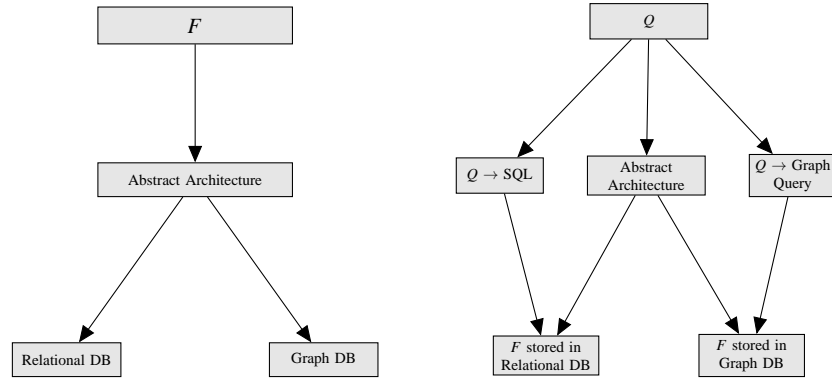 F
Abstract Architecture
Relational DB
Graph DB
Q
Q → SQL
Abstract
Architecture
Q → Graph
Query
F stored in
Relational DB
F stored in
Graph DB